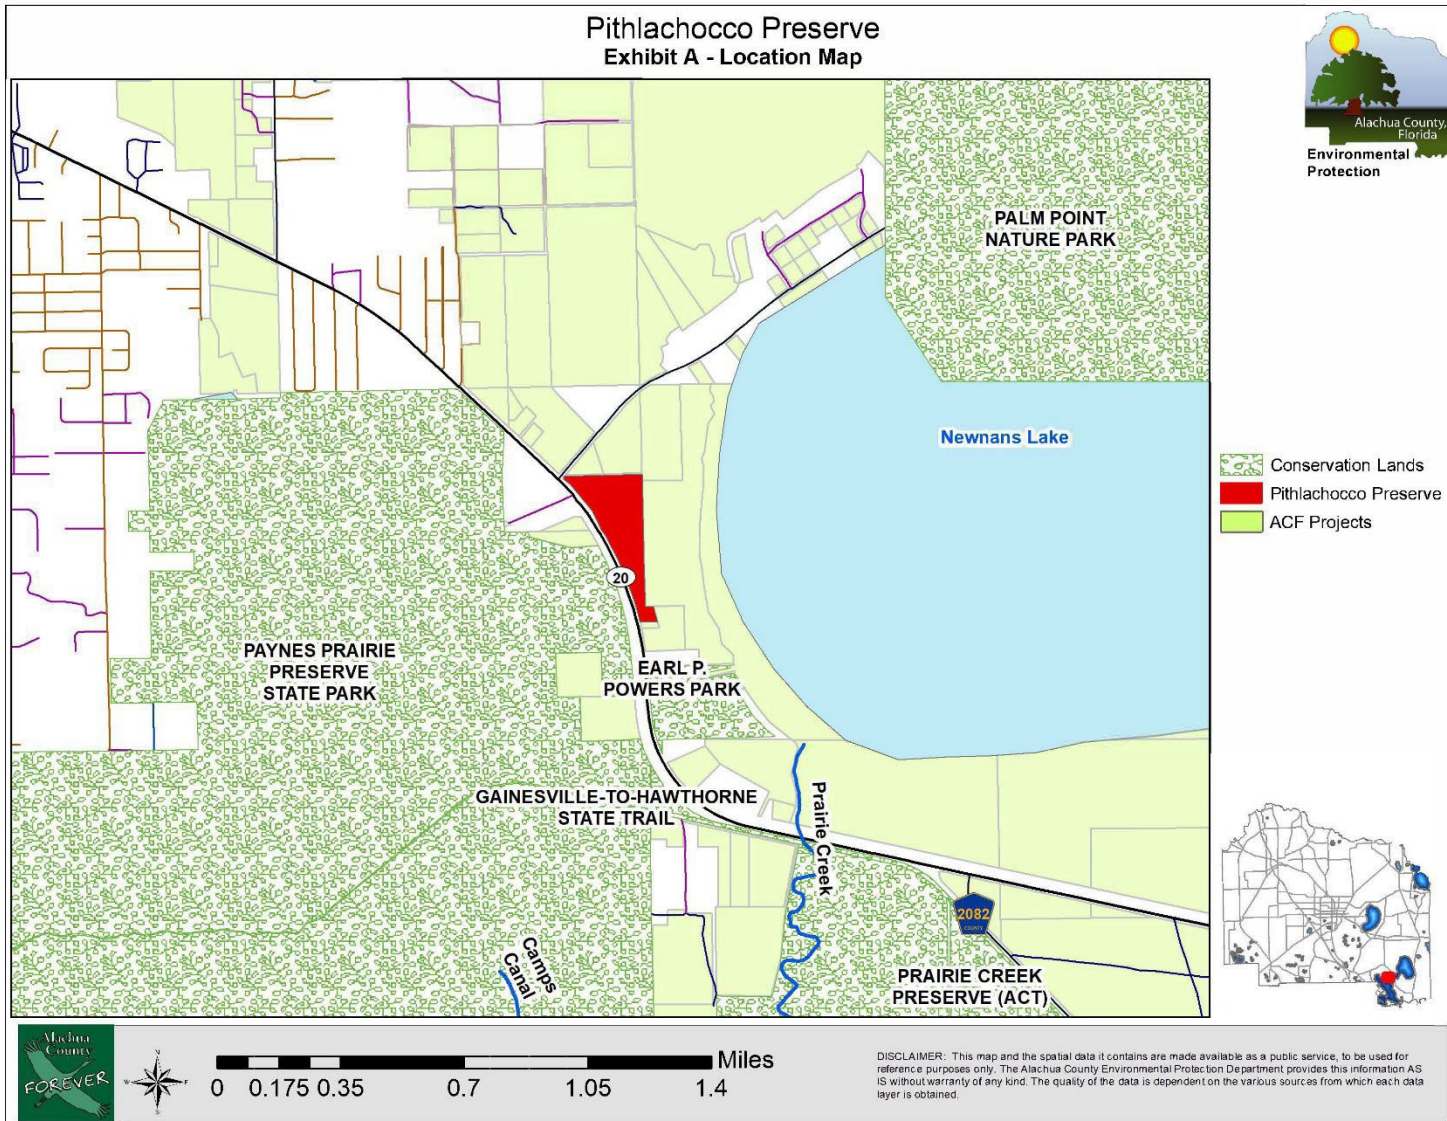 Pithlachocco Preserve
Exhibit A - Location Map
Alachua County,
Florida
Environmental
Protection
PALM POINT
NATURE PARK
Newnans Lake
Conservation Lands
Pithlachocco Preserve
ACF Projects
20
PAYNES PRAIRIE
PRESERVE
STATE PARK
EARL P.
POWERS PARK
GAINESVILLE-TO-HAWTHORNE
STATE TRAIL
Prairie Creek
2082
COUNTY
Camps
Canal
PRAIRIE CREEK
PRESERVE (ACT)
Alachua
County
FOREVER
N
W
E
S
Miles
0 0.175 0.35 0.7 1.05 1.4
DISCLAIMER: This map and the spatial data it contains are made available as a public service, to be used for
reference purposes only. The Alachua County Environmental Protection Department provides this information AS
IS without warranty of any kind. The quality of the data is dependent on the various sources from which each data
layer is obtained.